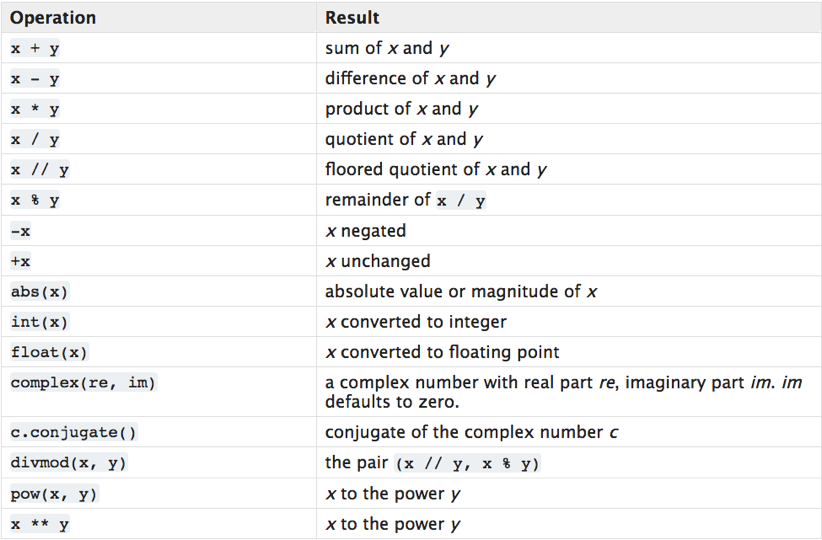 Operation Result
x + y sum of x and y
x - y difference of x and y
x * y product of x and y
x / y quotient of x and y
x // y floored quotient of x and y
x % y remainder of x / y
-x x negated
+x x unchanged
abs(x) absolute value or magnitude of x
int(x) x converted to integer
float(x) x converted to floating point
complex(re, im) a complex number with real part re, imaginary part im. im
defaults to zero.
c.conjugate() conjugate of the complex number c
divmod(x, y) the pair (x // y, x % y)
pow(x, y) x to the power y
x ** y x to the power y